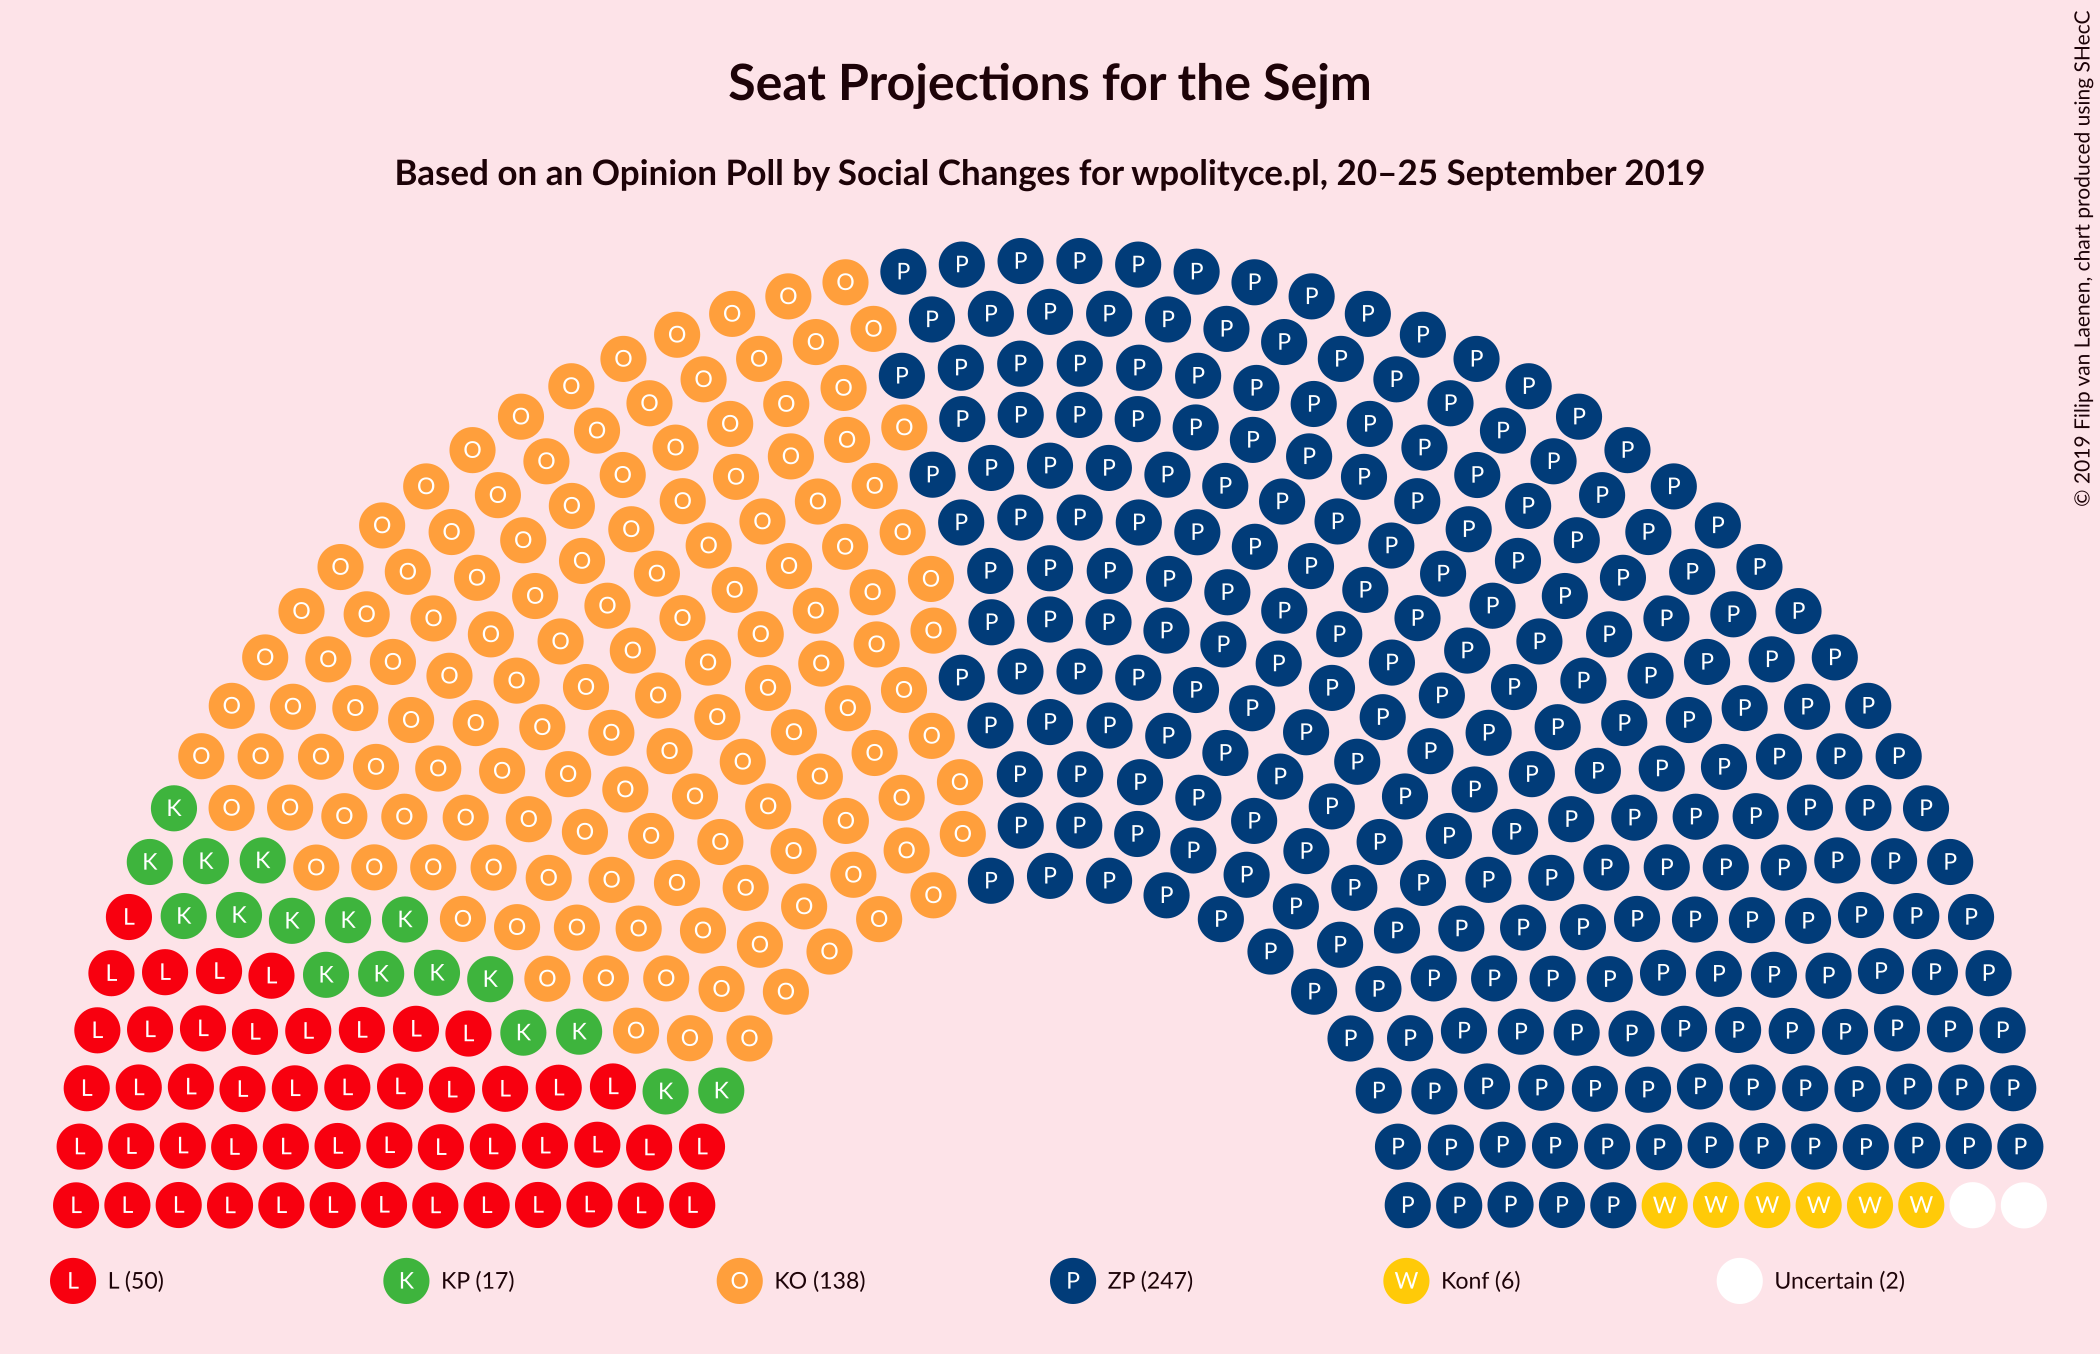 Seat Projections for the Sejm
Based on an Opinion Poll by Social Changes for wpolityce.pl, 20–25 September 2019
© 2019 Filip van Laenen, chart produced using SHecC
L L (50) K KP (17) O KO (138) P ZP (247) W Konf (6) Uncertain (2)